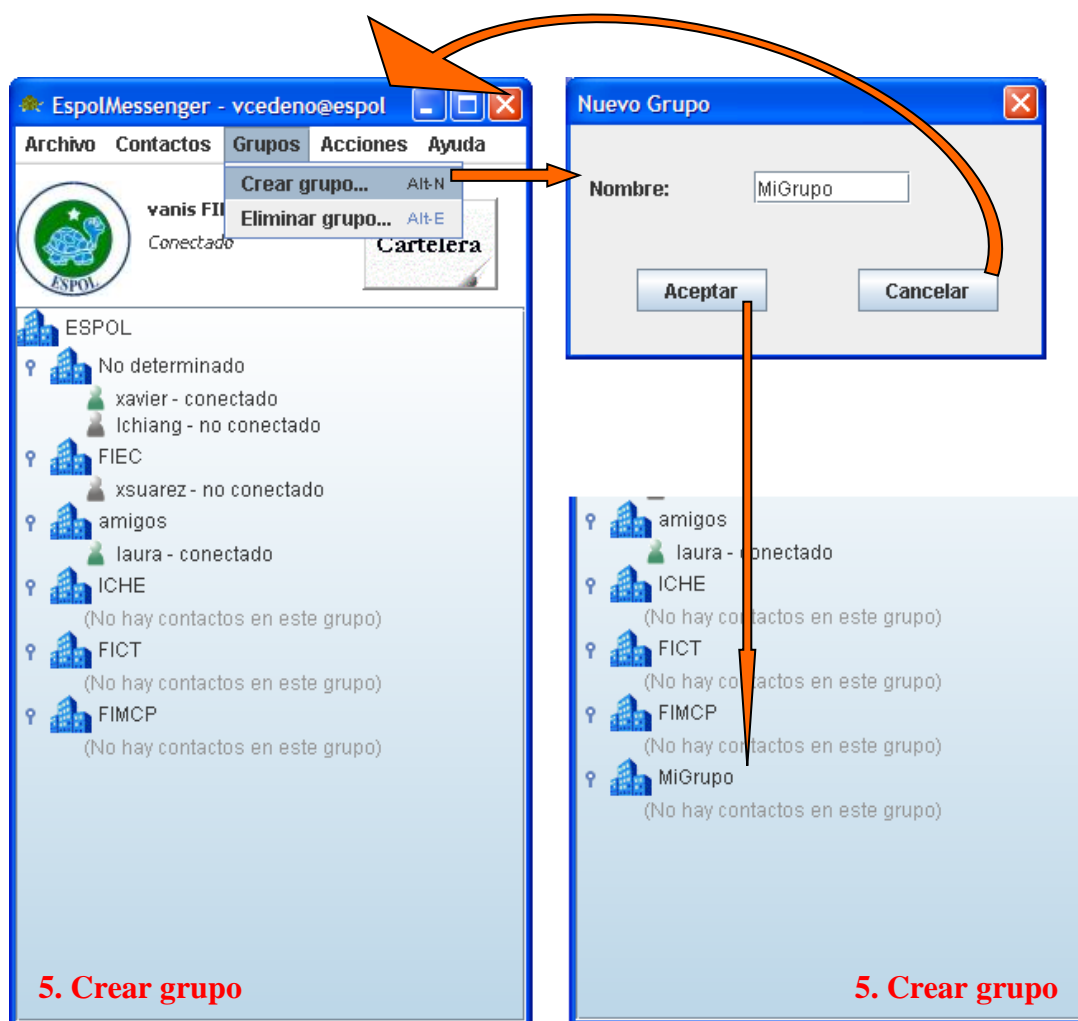 EspolMessenger - vcedeno@espol
Archivo Contactos Grupos Acciones Ayuda
Crear grupo... Alt-N
Eliminar grupo... Alt-E
vanis
Conectado
Cartelera
ESPOL
ESPOL
No determinado
xavier - conectado
lchiang - no conectado
FIEC
xsuarez - no conectado
amigos
laura - conectado
ICHE
(No hay contactos en este grupo)
FICT
(No hay contactos en este grupo)
FIMCP
(No hay contactos en este grupo)
5. Crear grupo
Nuevo Grupo
Nombre: MiGrupo
Aceptar Cancelar
amigos
laura - conectado
ICHE
(No hay contactos en este grupo)
FICT
(No hay contactos en este grupo)
FIMCP
(No hay contactos en este grupo)
MiGrupo
(No hay contactos en este grupo)
5. Crear grupo